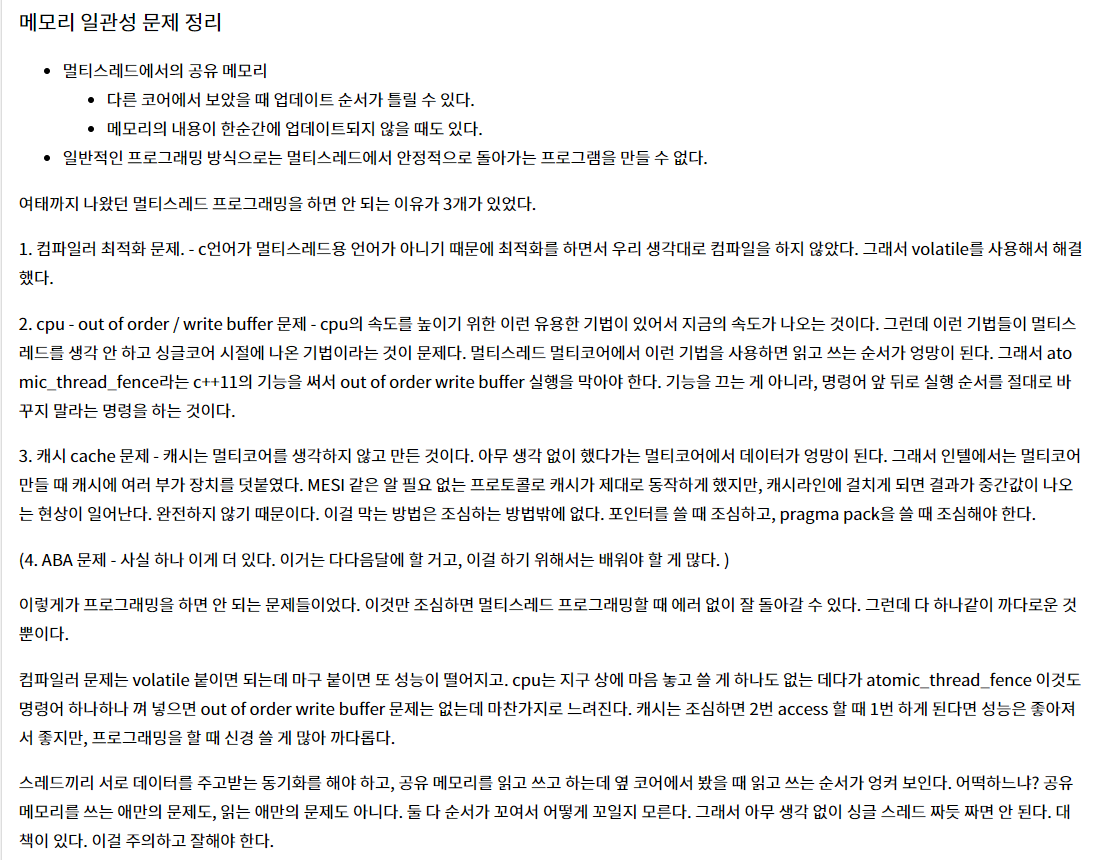 메모리 일관성 문제 정리
멀티스레드에서의 공유 메모리
다른 코어에서 보았을 때 업데이트 순서가 틀릴 수 있다.
메모리의 내용이 한순간에 업데이트되지 않을 때도 있다.
일반적인 프로그래밍 방식으로는 멀티스레드에서 안정적으로 돌아가는 프로그램을 만들 수 없다.
여태까지 나왔던 멀티스레드 프로그래밍을 하면 안 되는 이유가 3개가 있었다.
1. 컴파일러 최적화 문제. - c언어가 멀티스레드용 언어가 아니기 때문에 최적화를 하면서 우리 생각대로 컴파일을 하지 않았다. 그래서 volatile를 사용해서 해결
했다.
2. cpu - out of order / write buffer 문제 - cpu의 속도를 높이기 위한 이런 유용한 기법이 있어서 지금의 속도가 나오는 것이다. 그런데 이런 기법들이 멀티스
레드를 생각 안 하고 싱글코어 시절에 나온 기법이라는 것이 문제다. 멀티스레드 멀티코어에서 이런 기법을 사용하면 읽고 쓰는 순서가 엉망이 된다. 그래서 ato
mic_thread_fence라는 c++11의 기능을 써서 out of order write buffer 실행을 막아야 한다. 기능을 끄는 게 아니라, 명령어 앞 뒤로 실행 순서를 절대로 바
꾸지 말라는 명령을 하는 것이다.
3. 캐시 cache 문제 - 캐시는 멀티코어를 생각하지 않고 만든 것이다. 아무 생각 없이 했다가는 멀티코어에서 데이터가 엉망이 된다. 그래서 인텔에서는 멀티코어
만들 때 캐시에 여러 부가 장치를 덧붙였다. MESI 같은 알 필요 없는 프로토콜로 캐시가 제대로 동작하게 했지만, 캐시라인에 걸치게 되면 결과가 중간값이 나오
는 현상이 일어난다. 완전하지 않기 때문이다. 이걸 막는 방법은 조심하는 방법밖에 없다. 포인터를 쓸 때 조심하고, pragma pack을 쓸 때 조심해야 한다.
(4. ABA 문제 - 사실 하나 이게 더 있다. 이거는 다다음달에 할 거고, 이걸 하기 위해서는 배워야 할 게 많다. )
이렇게가 프로그래밍을 하면 안 되는 문제들이었다. 이것만 조심하면 멀티스레드 프로그래밍할 때 에러 없이 잘 돌아갈 수 있다. 그런데 다 하나같이 까다로운 것
뿐이다.
컴파일러 문제는 volatile 붙이면 되는데 마구 붙이면 또 성능이 떨어지고. cpu는 지구 상에 마음 놓고 쓸 게 하나도 없는 데다가 atomic_thread_fence 이것도
명령어 하나하나 껴 넣으면 out of order write buffer 문제는 없는데 마찬가지로 느려진다. 캐시는 조심하면 2번 access 할 때 1번 하게 된다면 성능은 좋아져
서 좋지만, 프로그래밍을 할 때 신경 쓸 게 많아 까다롭다.
스레드끼리 서로 데이터를 주고받는 동기화를 해야 하고, 공유 메모리를 읽고 쓰고 하는데 옆 코어에서 봤을 때 읽고 쓰는 순서가 엉켜 보인다. 어떡하느냐? 공유
메모리를 쓰는 애만의 문제도, 읽는 애만의 문제도 아니다. 둘 다 순서가 꼬여서 어떻게 꼬일지 모른다. 그래서 아무 생각 없이 싱글 스레드 짜듯 짜면 안 된다. 대
책이 있다. 이걸 주의하고 잘해야 한다.